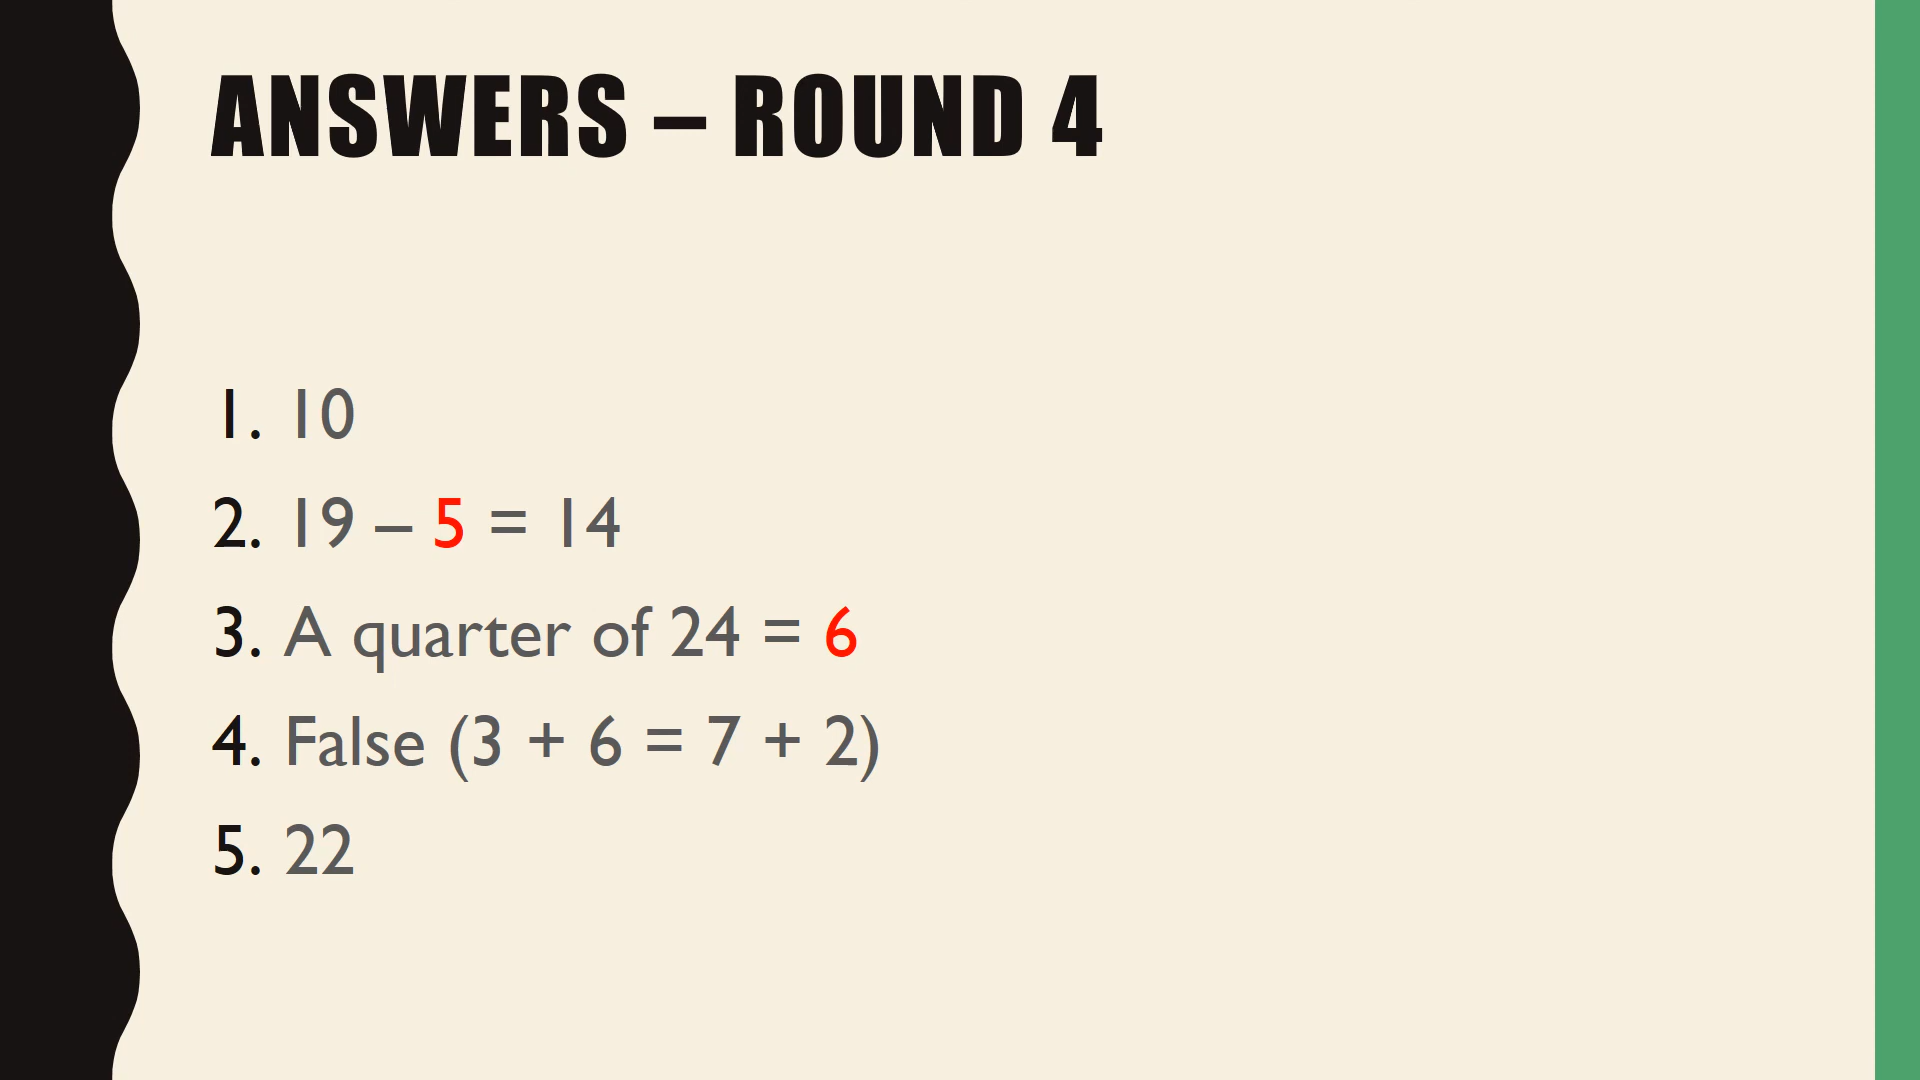 ANSWERS – ROUND 4
1. 10
2. 19 – 5 = 14
3. A quarter of 24 = 6
4. False (3 + 6 = 7 + 2)
5. 22